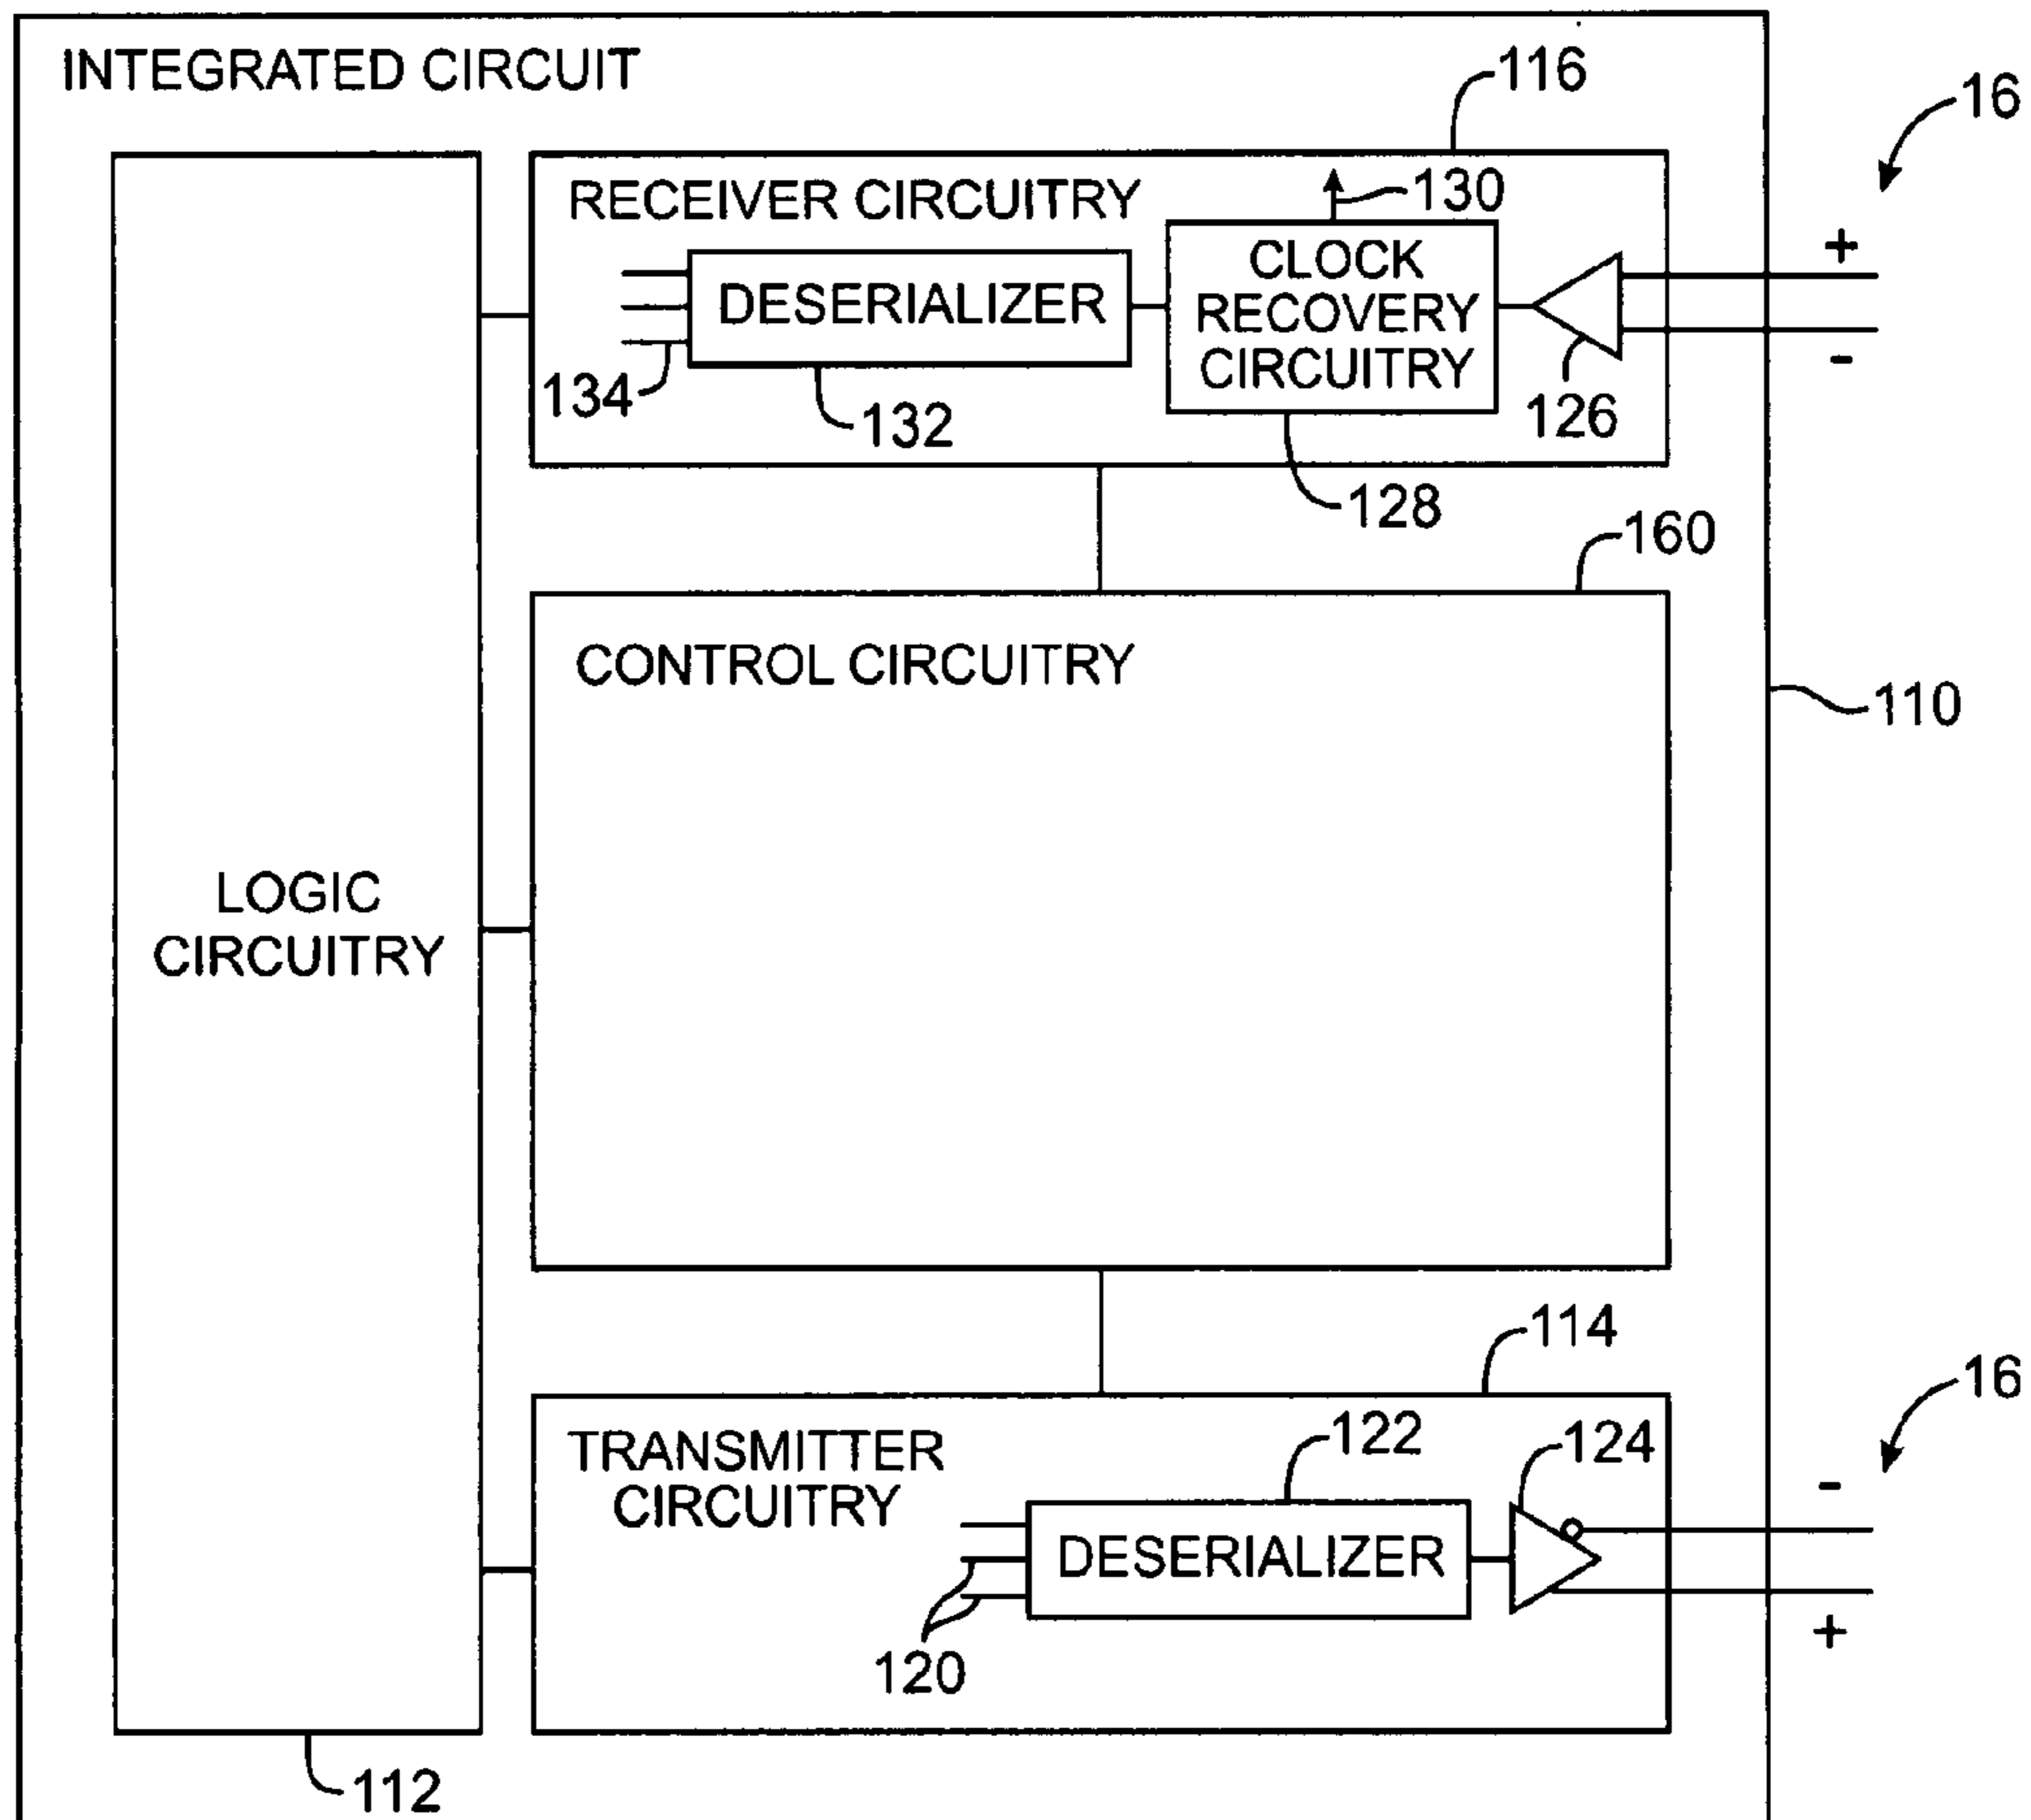 INTEGRATED CIRCUIT
116
16
RECEIVER CIRCUITRY
130
CLOCK
RECOVERY
CIRCUITRY
DESERIALIZER
+
-
134
132
126
128
160
CONTROL CIRCUITRY
110
LOGIC
CIRCUITRY
114
16
TRANSMITTER
CIRCUITRY
122
124
-
DESERIALIZER
+
120
112